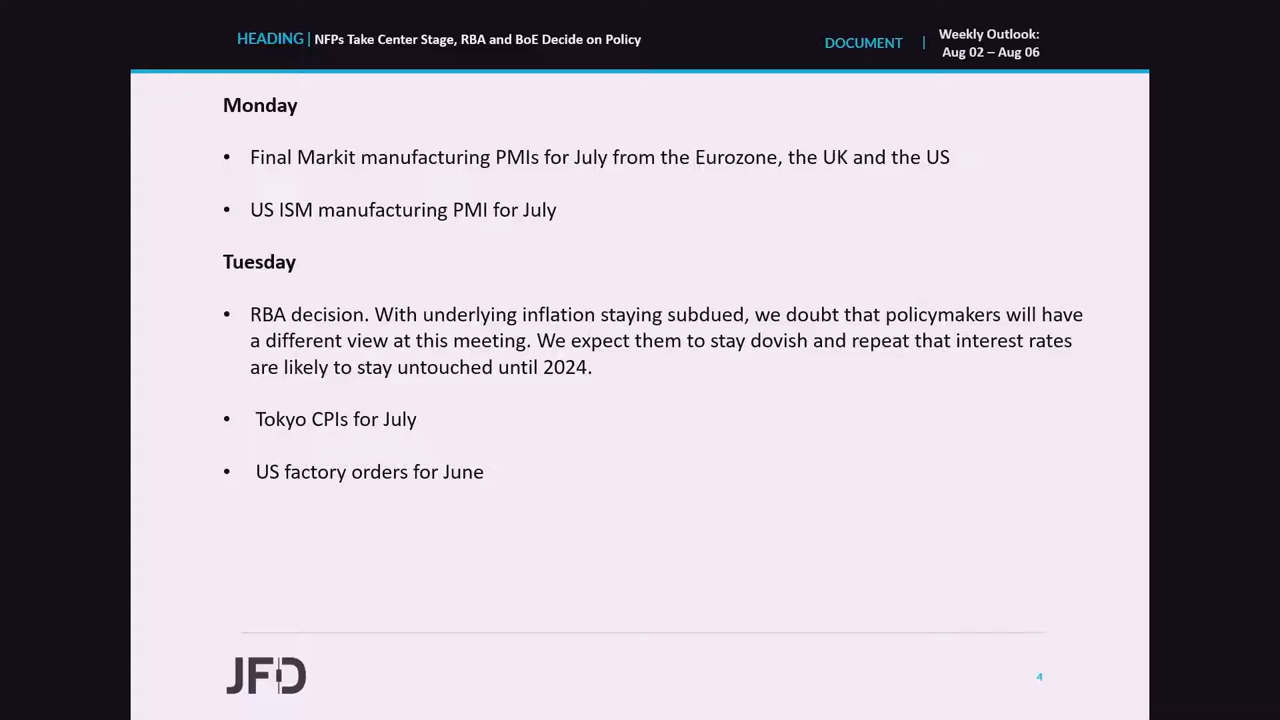 HEADING | NFPs Take Center Stage, RBA and BoE Decide on Policy
DOCUMENT | Weekly Outlook:
Aug 02 – Aug 06
Monday
• Final Markit manufacturing PMIs for July from the Eurozone, the UK and the US
• US ISM manufacturing PMI for July
Tuesday
• RBA decision. With underlying inflation staying subdued, we doubt that policymakers will have
a different view at this meeting. We expect them to stay dovish and repeat that interest rates
are likely to stay untouched until 2024.
• Tokyo CPIs for July
• US factory orders for June
JFD
4